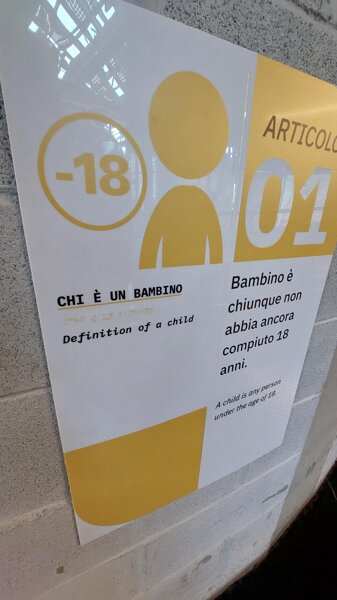 -18
ARTICOLO
01
CHI È UN BAMBINO
Definition of a child
Bambino è
chiunque non
abbia ancora
compiuto 18
anni.
A child is any person
under the age of 18.